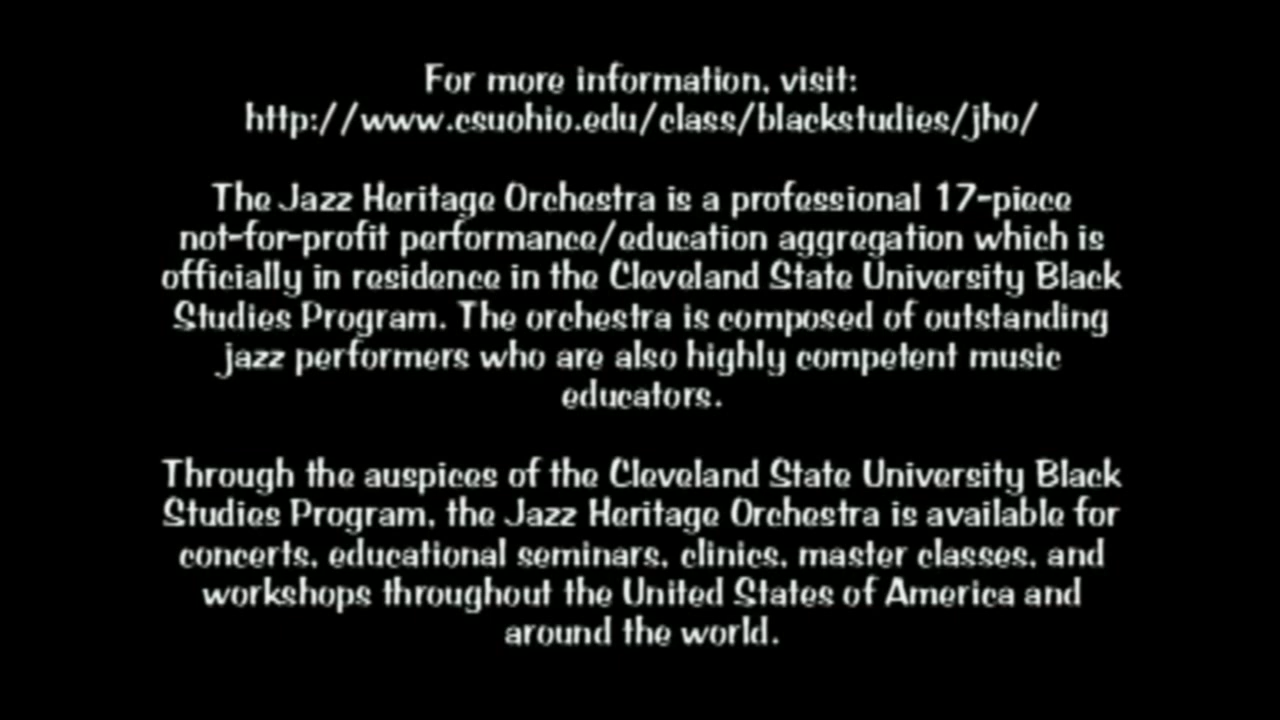 For more information, visit:
http://www.csuohio.edu/class/blackstudies/jho/
The Jazz Heritage Orchestra is a professional 17-piece
not-for-profit performance/education aggregation which is
officially in residence in the Cleveland State University Black
Studies Program. The orchestra is composed of outstanding
jazz performers who are also highly competent music
educators.
Through the auspices of the Cleveland State University Black
Studies Program, the Jazz Heritage Orchestra is available for
concerts, educational seminars, clinics, master classes, and
workshops throughout the United States of America and
around the world.